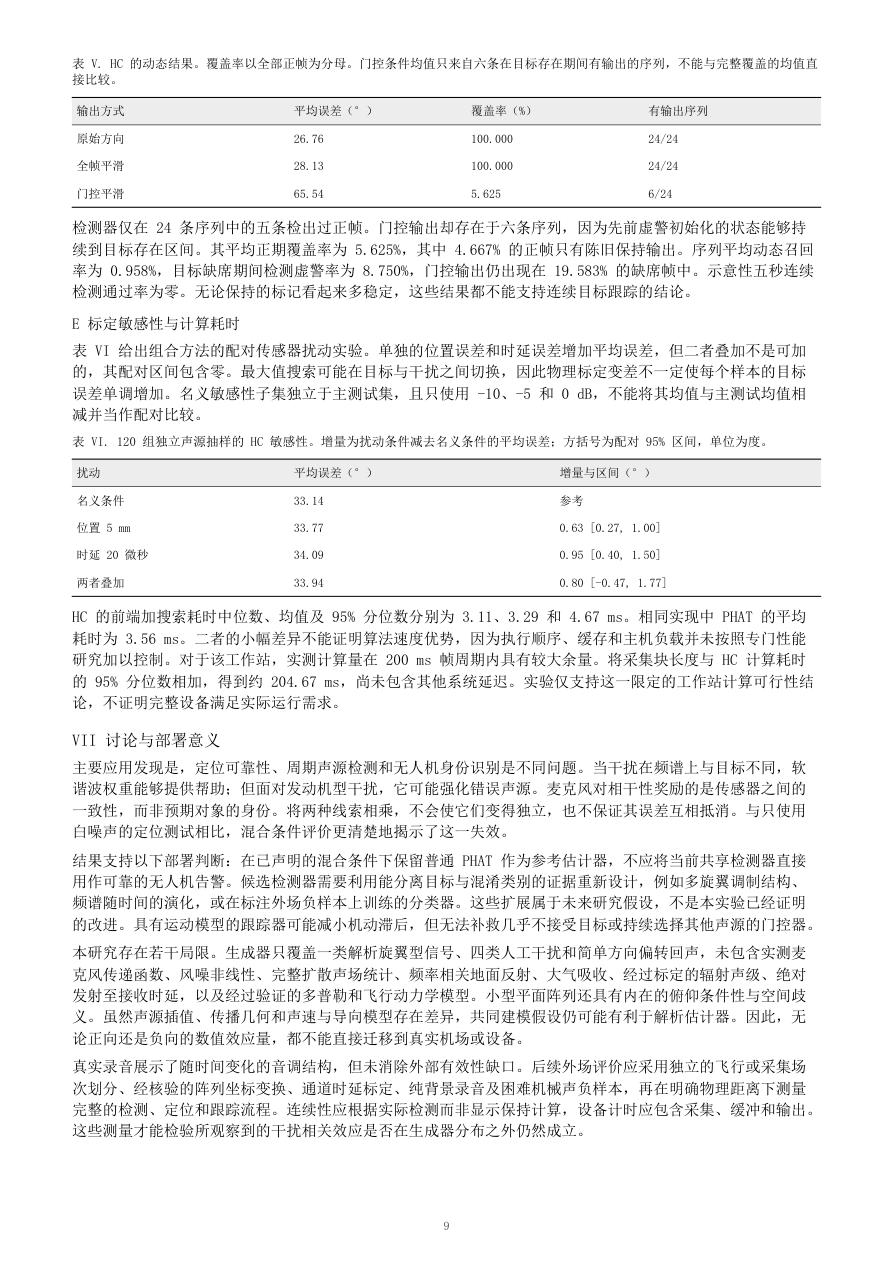 表 V. HC 的动态结果。覆盖率以全部正帧为分母。门控条件均值只来自六条在目标存在期间有输出的序列，不能与完整覆盖的均值直
接比较。
输出方式 平均误差（°） 覆盖率（%） 有输出序列
原始方向 26.76 100.000 24/24
全帧平滑 28.13 100.000 24/24
门控平滑 65.54 5.625 6/24
检测器仅在 24 条序列中的五条检出过正帧。门控输出却存在于六条序列，因为先前虚警初始化的状态能够持
续到目标存在区间。其平均正期覆盖率为 5.625%，其中 4.667% 的正帧只有陈旧保持输出。序列平均动态召回
率为 0.958%，目标缺席期间检测虚警率为 8.750%，门控输出仍出现在 19.583% 的缺席帧中。示意性五秒连续
检测通过率为零。无论保持的标记看起来多稳定，这些结果都不能支持连续目标跟踪的结论。
E 标定敏感性与计算耗时
表 VI 给出组合方法的配对传感器扰动实验。单独的位置误差和时延误差增加平均误差，但二者叠加不是可加
的，其配对区间包含零。最大值搜索可能在目标与干扰之间切换，因此物理标定变差不一定使每个样本的目标
误差单调增加。名义敏感性子集独立于主测试集，且只使用 -10、-5 和 0 dB，不能将其均值与主测试均值相
减并当作配对比较。
表 VI. 120 组独立声源抽样的 HC 敏感性。增量为扰动条件减去名义条件的平均误差；方括号为配对 95% 区间，单位为度。
扰动 平均误差（°） 增量与区间（°）
名义条件 33.14 参考
位置 5 mm 33.77 0.63 [0.27, 1.00]
时延 20 微秒 34.09 0.95 [0.40, 1.50]
两者叠加 33.94 0.80 [-0.47, 1.77]
HC 的前端加搜索耗时中位数、均值及 95% 分位数分别为 3.11、3.29 和 4.67 ms。相同实现中 PHAT 的平均
耗时为 3.56 ms。二者的小幅差异不能证明算法速度优势，因为执行顺序、缓存和主机负载并未按照专门性能
研究加以控制。对于该工作站，实测计算量在 200 ms 帧周期内具有较大余量。将采集块长度与 HC 计算耗时
的 95% 分位数相加，得到约 204.67 ms，尚未包含其他系统延迟。实验仅支持这一限定的工作站计算可行性结
论，不证明完整设备满足实际运行需求。
VII 讨论与部署意义
主要应用发现是，定位可靠性、周期声源检测和无人机身份识别是不同问题。当干扰在频谱上与目标不同，软
谐波权重能够提供帮助；但面对发动机型干扰，它可能强化错误声源。麦克风对相干性奖励的是传感器之间的
一致性，而非预期对象的身份。将两种线索相乘，不会使它们变得独立，也不保证其误差互相抵消。与只使用
白噪声的定位测试相比，混合条件评价更清楚地揭示了这一失效。
结果支持以下部署判断：在已声明的混合条件下保留普通 PHAT 作为参考估计器，不应将当前共享检测器直接
用作可靠的无人机告警。候选检测器需要利用能分离目标与混淆类别的证据重新设计，例如多旋翼调制结构、
频谱随时间的演化，或在标注外场负样本上训练的分类器。这些扩展属于未来研究假设，不是本实验已经证明
的改进。具有运动模型的跟踪器可能减小机动滞后，但无法补救几乎不接受目标或持续选择其他声源的门控器。
本研究存在若干局限。生成器只覆盖一类解析旋翼型信号、四类人工干扰和简单方向偏转回声，未包含实测麦
克风传递函数、风噪非线性、完整扩散声场统计、频率相关地面反射、大气吸收、经过标定的辐射声级、绝对
发射至接收时延，以及经过验证的多普勒和飞行动力学模型。小型平面阵列还具有内在的俯仰条件性与空间歧
义。虽然声源插值、传播几何和声速与导向模型存在差异，共同建模假设仍可能有利于解析估计器。因此，无
论正向还是负向的数值效应量，都不能直接迁移到真实机场或设备。
真实录音展示了随时间变化的音调结构，但未消除外部有效性缺口。后续外场评价应采用独立的飞行或采集场
次划分、经核验的阵列坐标变换、通道时延标定、纯背景录音及困难机械声负样本，再在明确物理距离下测量
完整的检测、定位和跟踪流程。连续性应根据实际检测而非显示保持计算，设备计时应包含采集、缓冲和输出。
这些测量才能检验所观察到的干扰相关效应是否在生成器分布之外仍然成立。
9